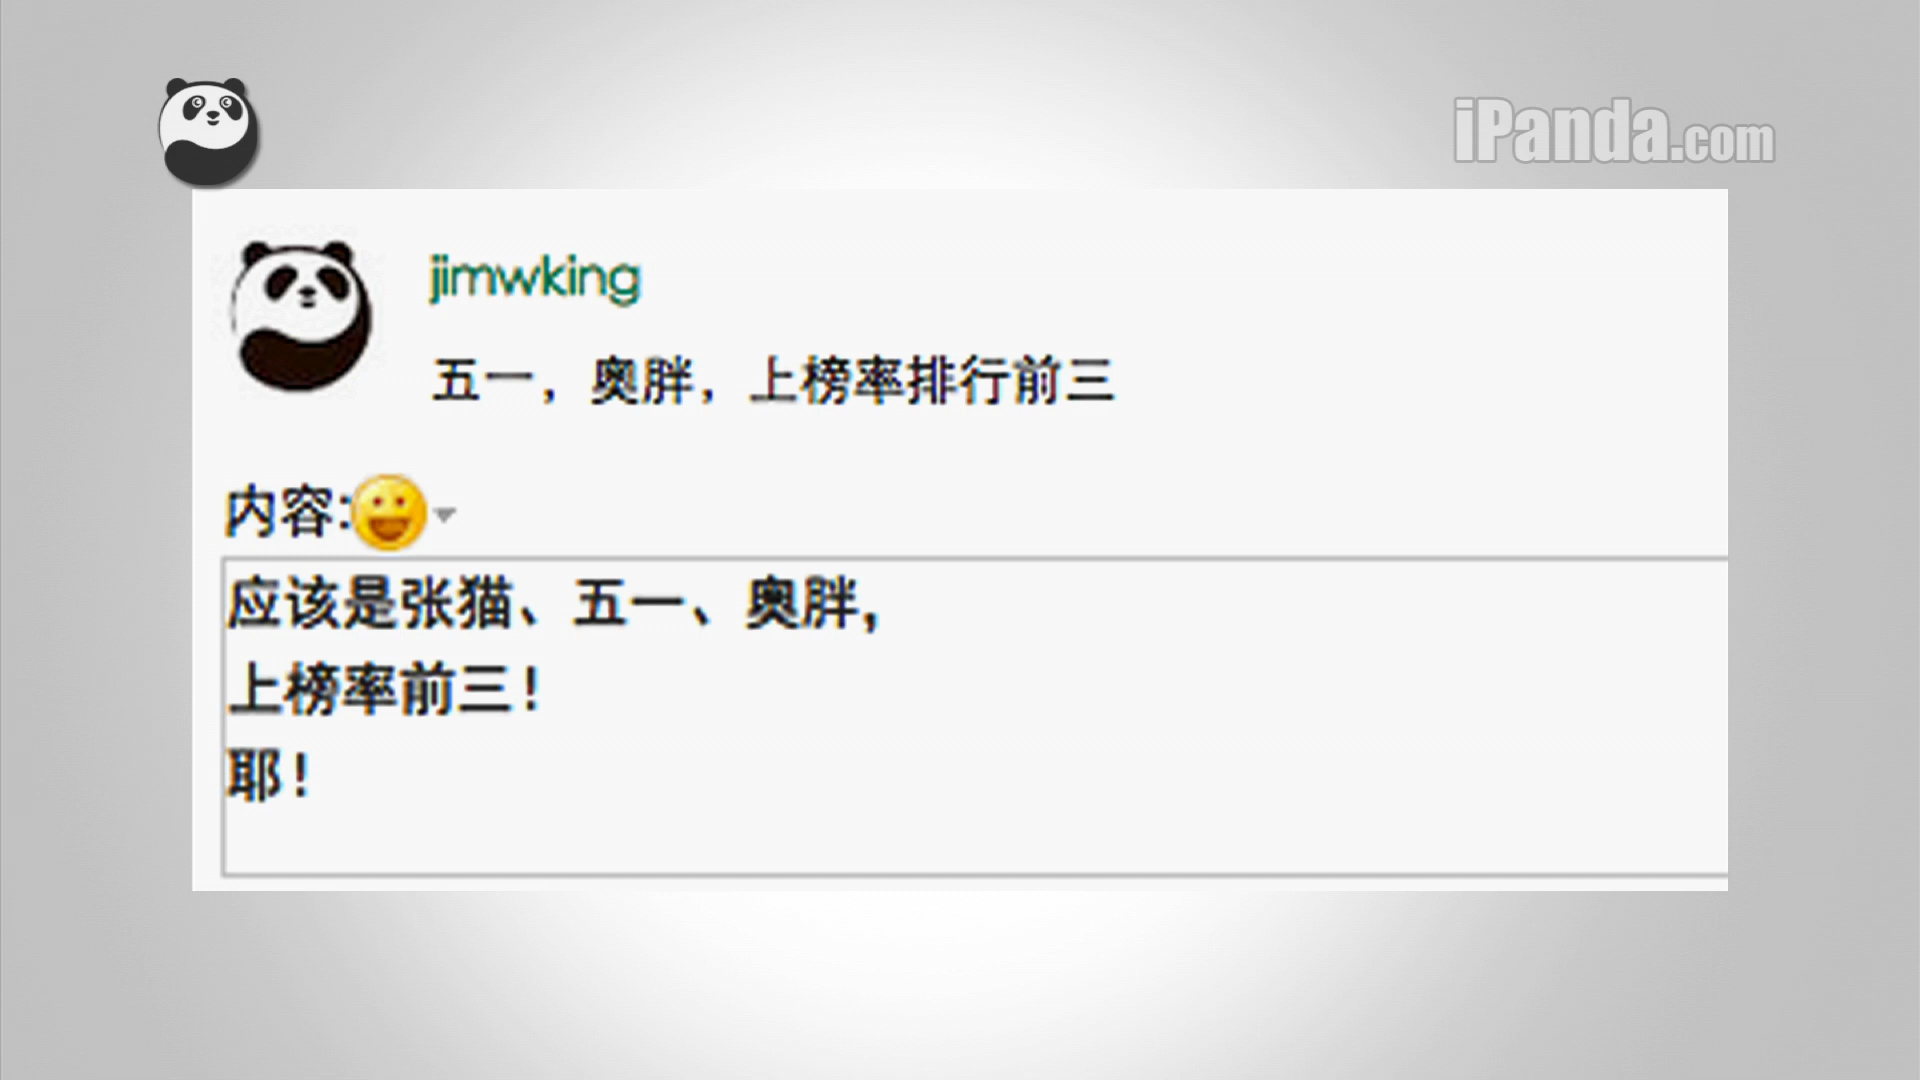 iPanda.com
jimwking
五一，奥胖，上榜率排行前三
内容:
应该是张猫、五一、奥胖，
上榜率前三！
耶！